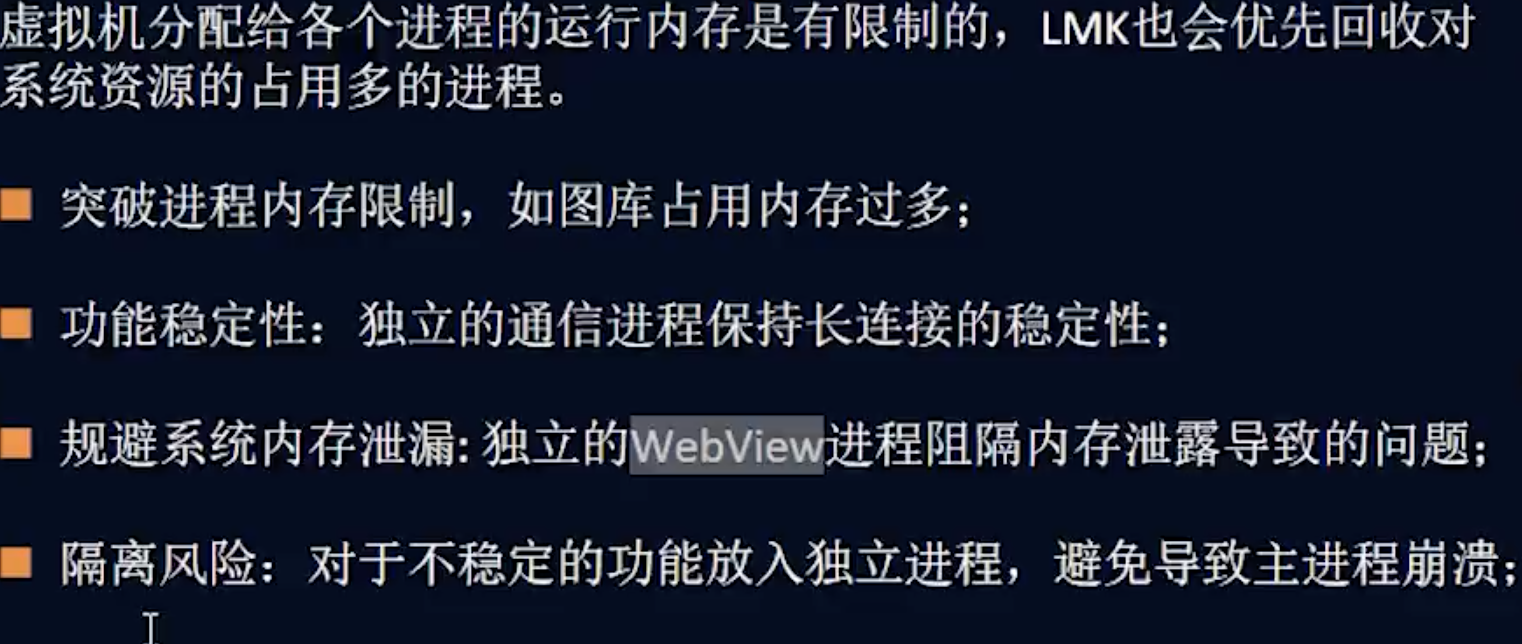 虚拟机分配给各个进程的运行内存是有限制的，LMK也会优先回收对
系统资源的占用多的进程。
突破进程内存限制，如图库占用内存过多；
功能稳定性：独立的通信进程保持长连接的稳定性；
规避系统内存泄漏：独立的WebView进程阻隔内存泄露导致的问题；
隔离风险：对于不稳定的功能放入独立进程，避免导致主进程崩溃；